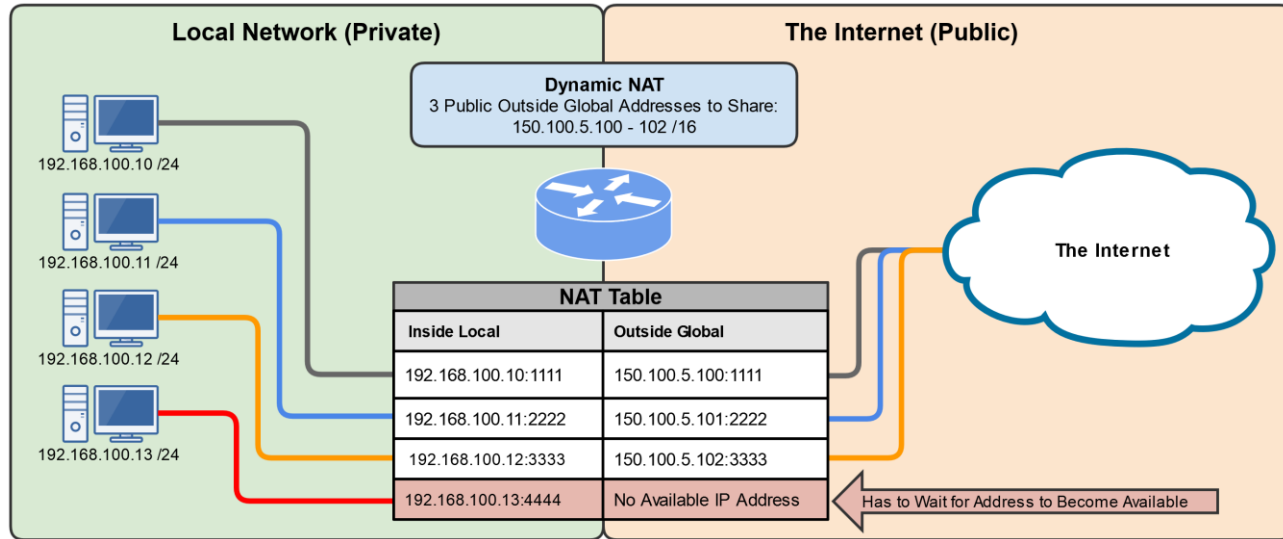 Local Network (Private)
The Internet (Public)
Dynamic NAT
3 Public Outside Global Addresses to Share:
150.100.5.100 - 102 /16
192.168.100.10 /24
192.168.100.11 /24
192.168.100.12 /24
192.168.100.13 /24
The Internet
NAT Table
Inside Local
Outside Global
192.168.100.10:1111
150.100.5.100:1111
192.168.100.11:2222
150.100.5.101:2222
192.168.100.12:3333
150.100.5.102:3333
192.168.100.13:4444
No Available IP Address
Has to Wait for Address to Become Available